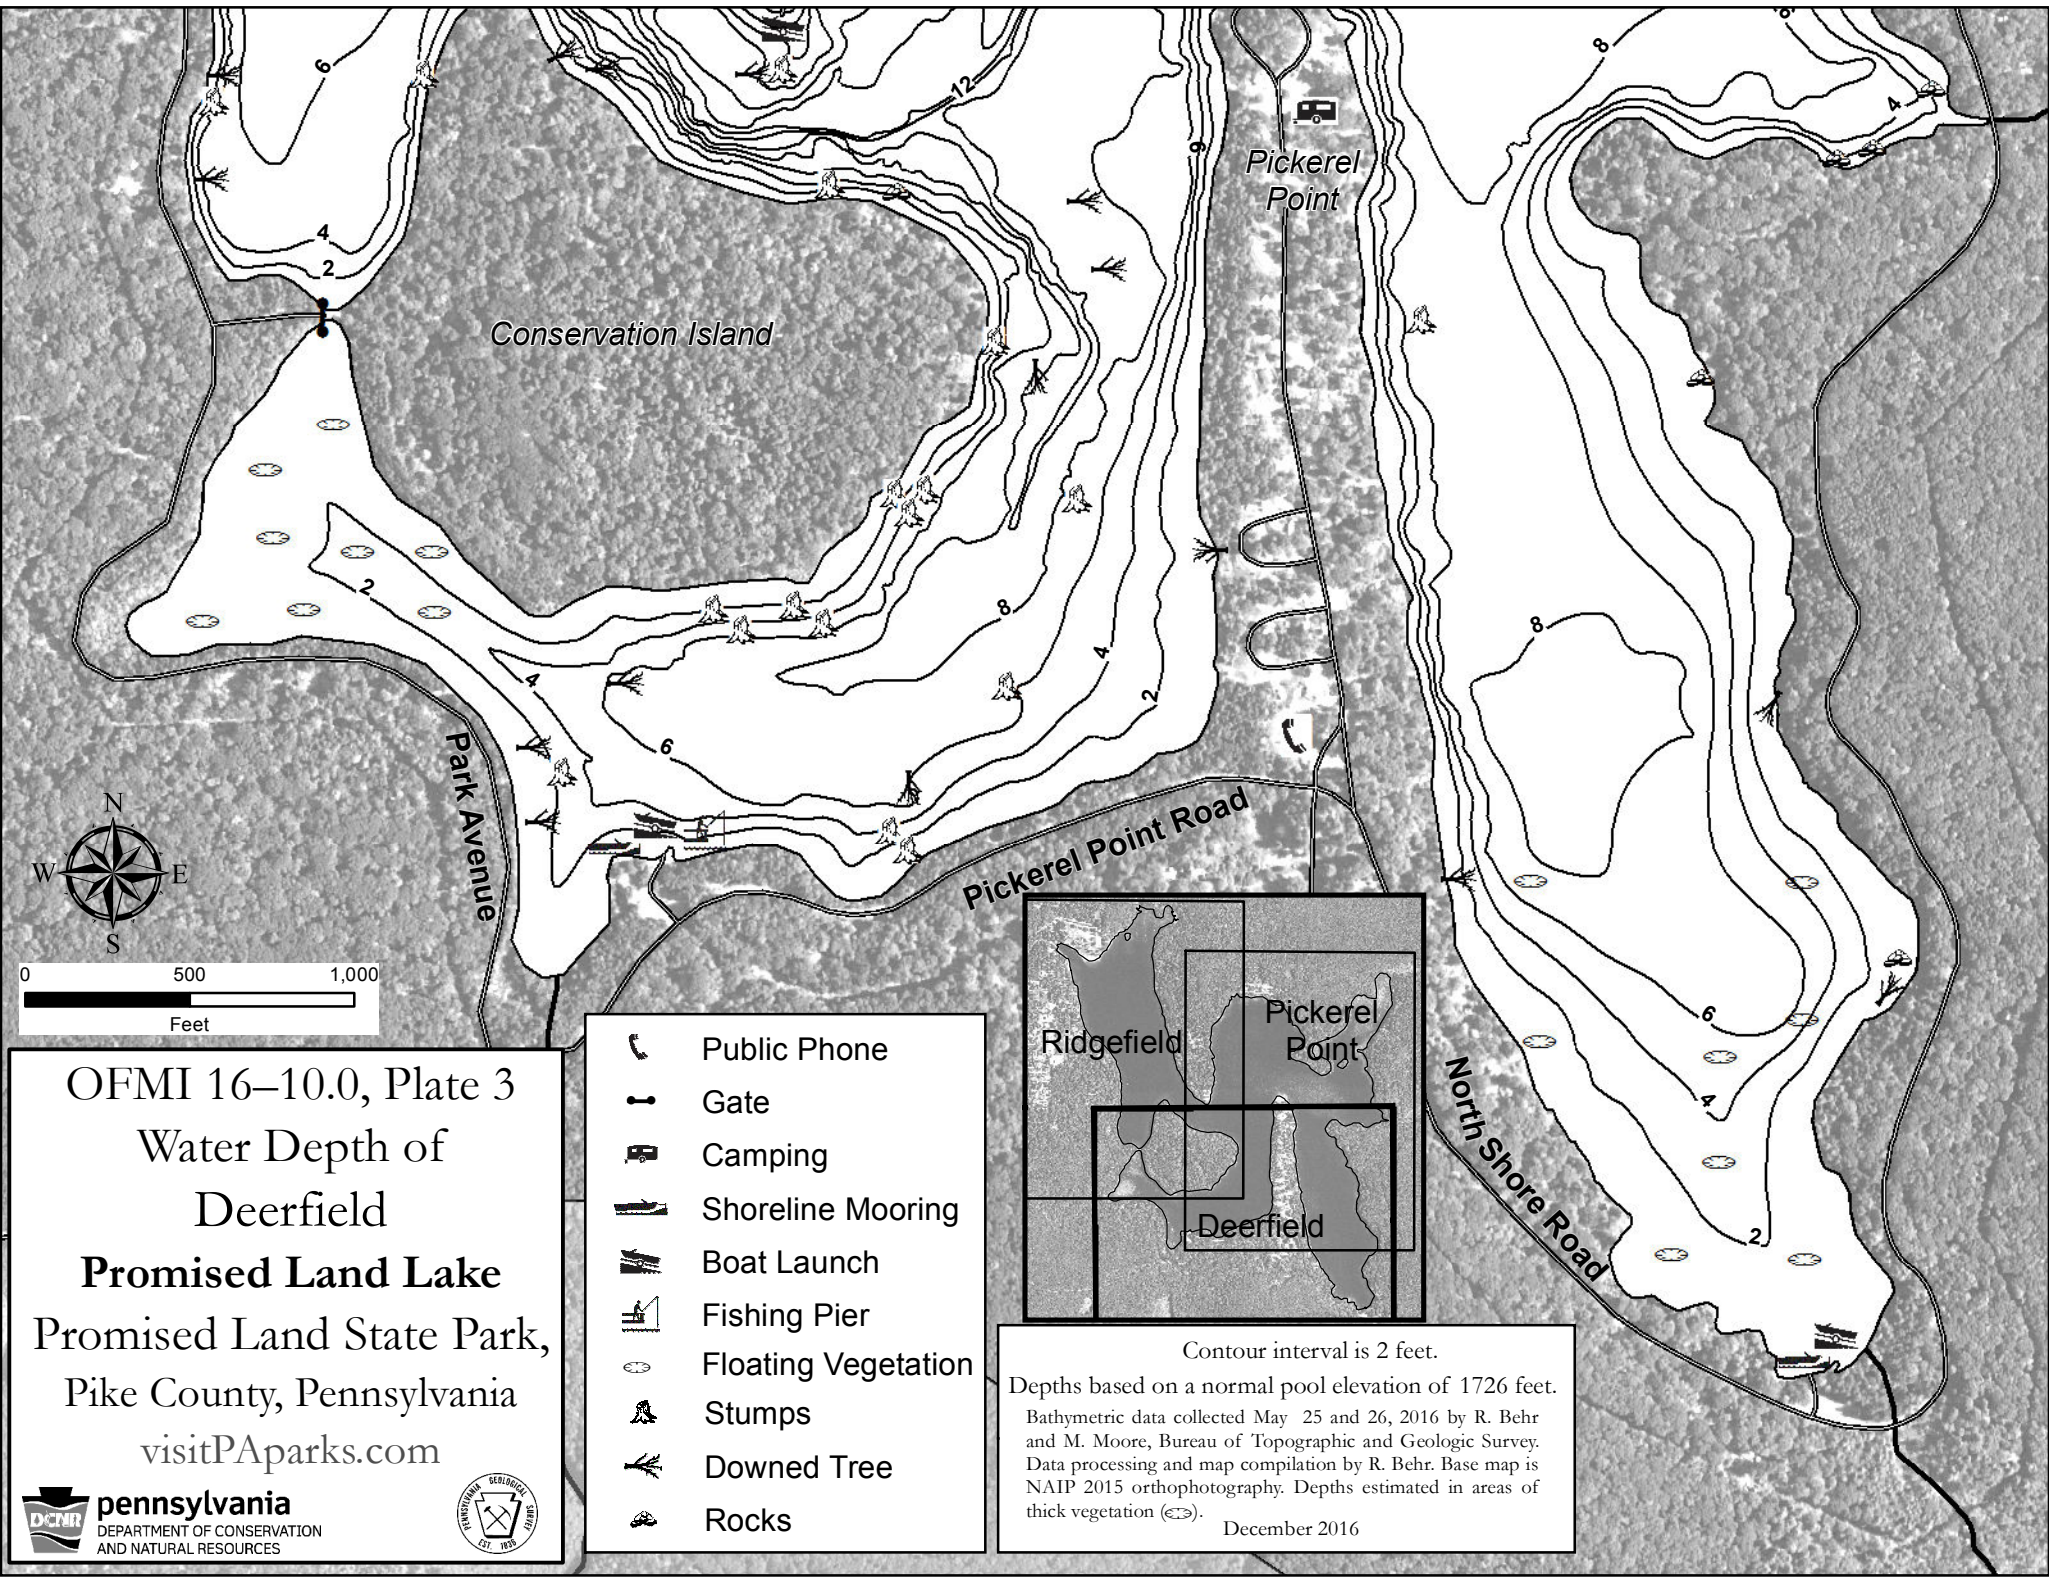 6
12
8
8
4
6
Pickerel
Point
4
2
Conservation Island
2
8
8
4
4
2
6
Park Avenue
Pickerel Point Road
N
W E
S
0 500 1,000
Feet
6
4
2
North Shore Road
Ridgefield
Pickerel
Point
Deerfield
OFMI 16–10.0, Plate 3
Water Depth of
Deerfield
Promised Land Lake
Promised Land State Park,
Pike County, Pennsylvania
visitPAparks.com
DCNR
pennsylvania
DEPARTMENT OF CONSERVATION
AND NATURAL RESOURCES
PENNSYLVANIA GEOLOGICAL SURVEY
EST. 1836
Public Phone
Gate
Camping
Shoreline Mooring
Boat Launch
Fishing Pier
Floating Vegetation
Stumps
Downed Tree
Rocks
Contour interval is 2 feet.
Depths based on a normal pool elevation of 1726 feet.
Bathymetric data collected May 25 and 26, 2016 by R. Behr
and M. Moore, Bureau of Topographic and Geologic Survey.
Data processing and map compilation by R. Behr. Base map is
NAIP 2015 orthophotography. Depths estimated in areas of
thick vegetation ( ).
December 2016